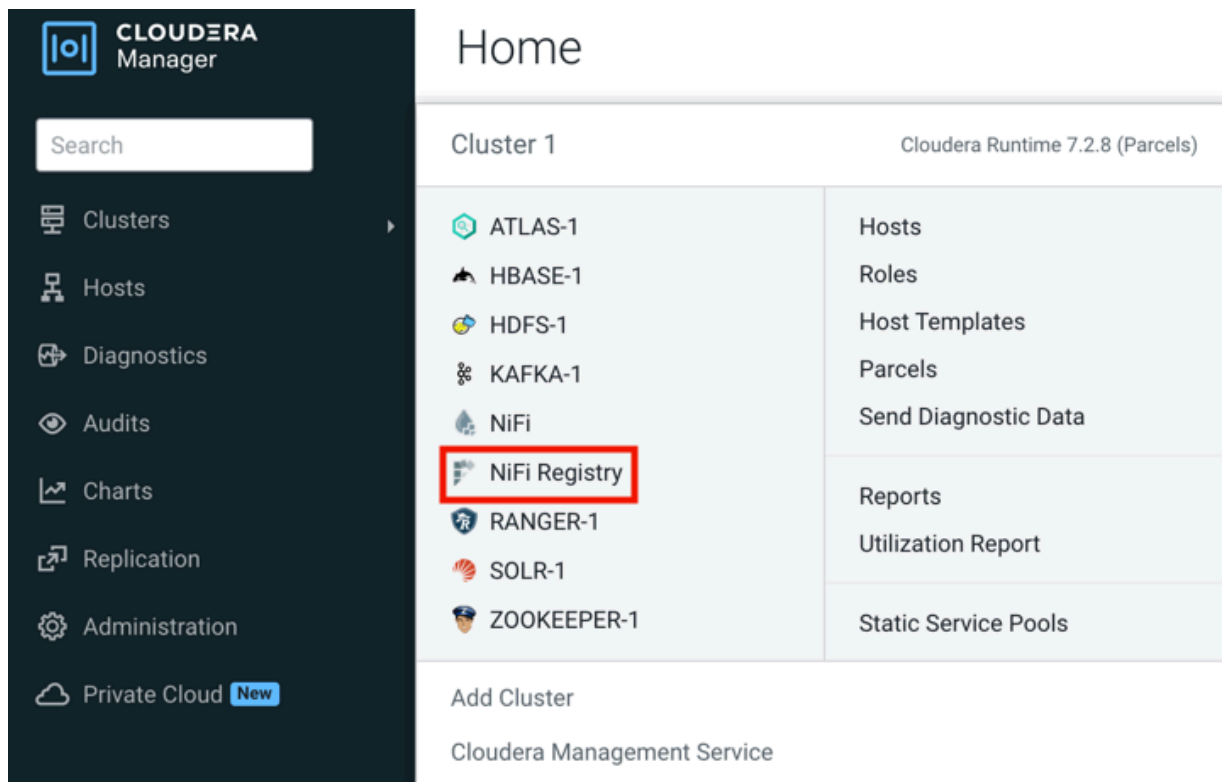 CLOUDERA
Manager
Search
Clusters
Hosts
Diagnostics
Audits
Charts
Replication
Administration
Private Cloud New
Home
Cluster 1
Cloudera Runtime 7.2.8 (Parcels)
ATLAS-1
HBASE-1
HDFS-1
KAFKA-1
NiFi
NiFi Registry
RANGER-1
SOLR-1
ZOOKEEPER-1
Hosts
Roles
Host Templates
Parcels
Send Diagnostic Data
Reports
Utilization Report
Static Service Pools
Add Cluster
Cloudera Management Service